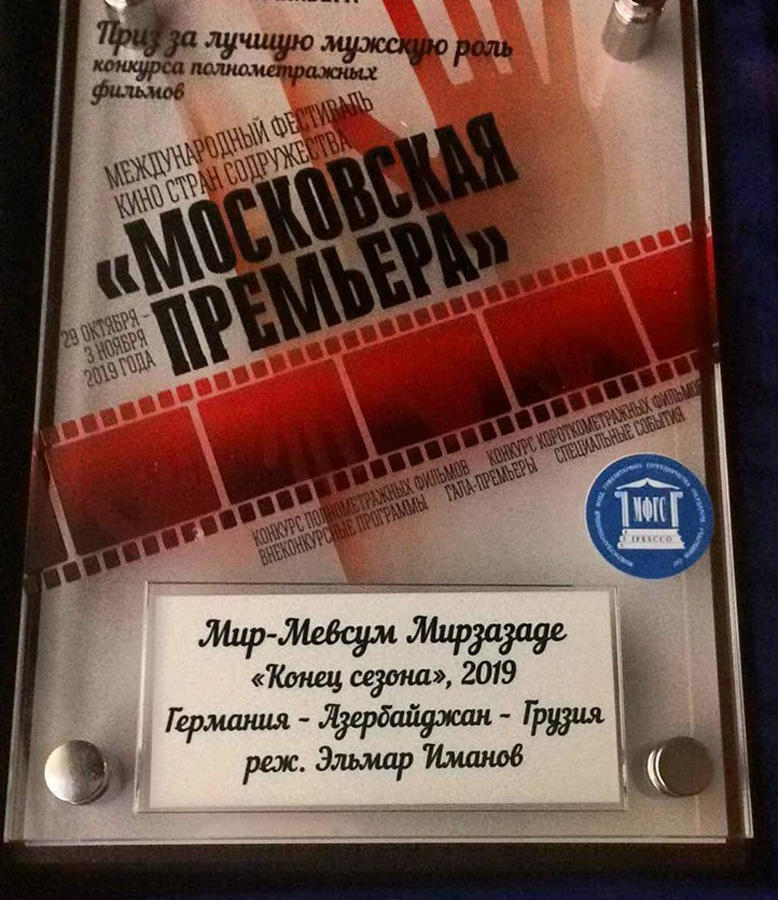 Приз за лучшую мужскую роль
конкурса полнометражных
фильмов
МЕЖДУНАРОДНЫЙ ФЕСТИВАЛЬ
КИНО СТРАН СОДРУЖЕСТВА
«МОСКОВСКАЯ
ПРЕМЬЕРА»
29 ОКТЯБРЯ –
3 НОЯБРЯ
2019 ГОДА
КОНКУРС ПОЛНОМЕТРАЖНЫХ ФИЛЬМОВ КОНКУРС КОРОТКОМЕТРАЖНЫХ ФИЛЬМОВ
ВНЕКОНКУРСНЫЕ ПРОГРАММЫ ГАЛА-ПРЕМЬЕРЫ СПЕЦИАЛЬНЫЕ СОБЫТИЯ
МФГС
IFESCCO
Мир-Мевсум Мирзазаде
«Конец сезона», 2019
Германия - Азербайджан - Грузия
реж. Эльмар Иманов